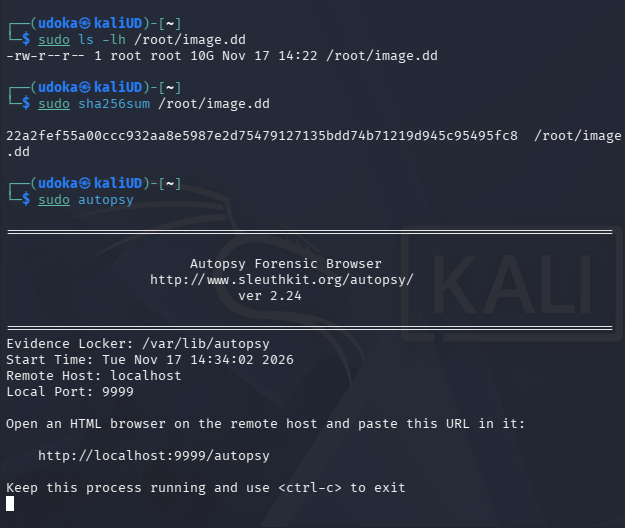 ┌──(udoka㉿kaliUD)-[~]
└─$ sudo ls -lh /root/image.dd
-rw-r--r-- 1 root root 10G Nov 17 14:22 /root/image.dd
┌──(udoka㉿kaliUD)-[~]
└─$ sudo sha256sum /root/image.dd
22a2fef55a00ccc932aa8e5987e2d75479127135bdd74b71219d945c95495fc8  /root/image
.dd
┌──(udoka㉿kaliUD)-[~]
└─$ sudo autopsy
============================================================================
Autopsy Forensic Browser
http://www.sleuthkit.org/autopsy/
ver 2.24
============================================================================
Evidence Locker: /var/lib/autopsy
Start Time: Tue Nov 17 14:34:02 2026
Remote Host: localhost
Local Port: 9999
Open an HTML browser on the remote host and paste this URL in it:
http://localhost:9999/autopsy
Keep this process running and use <ctrl-c> to exit
KALI